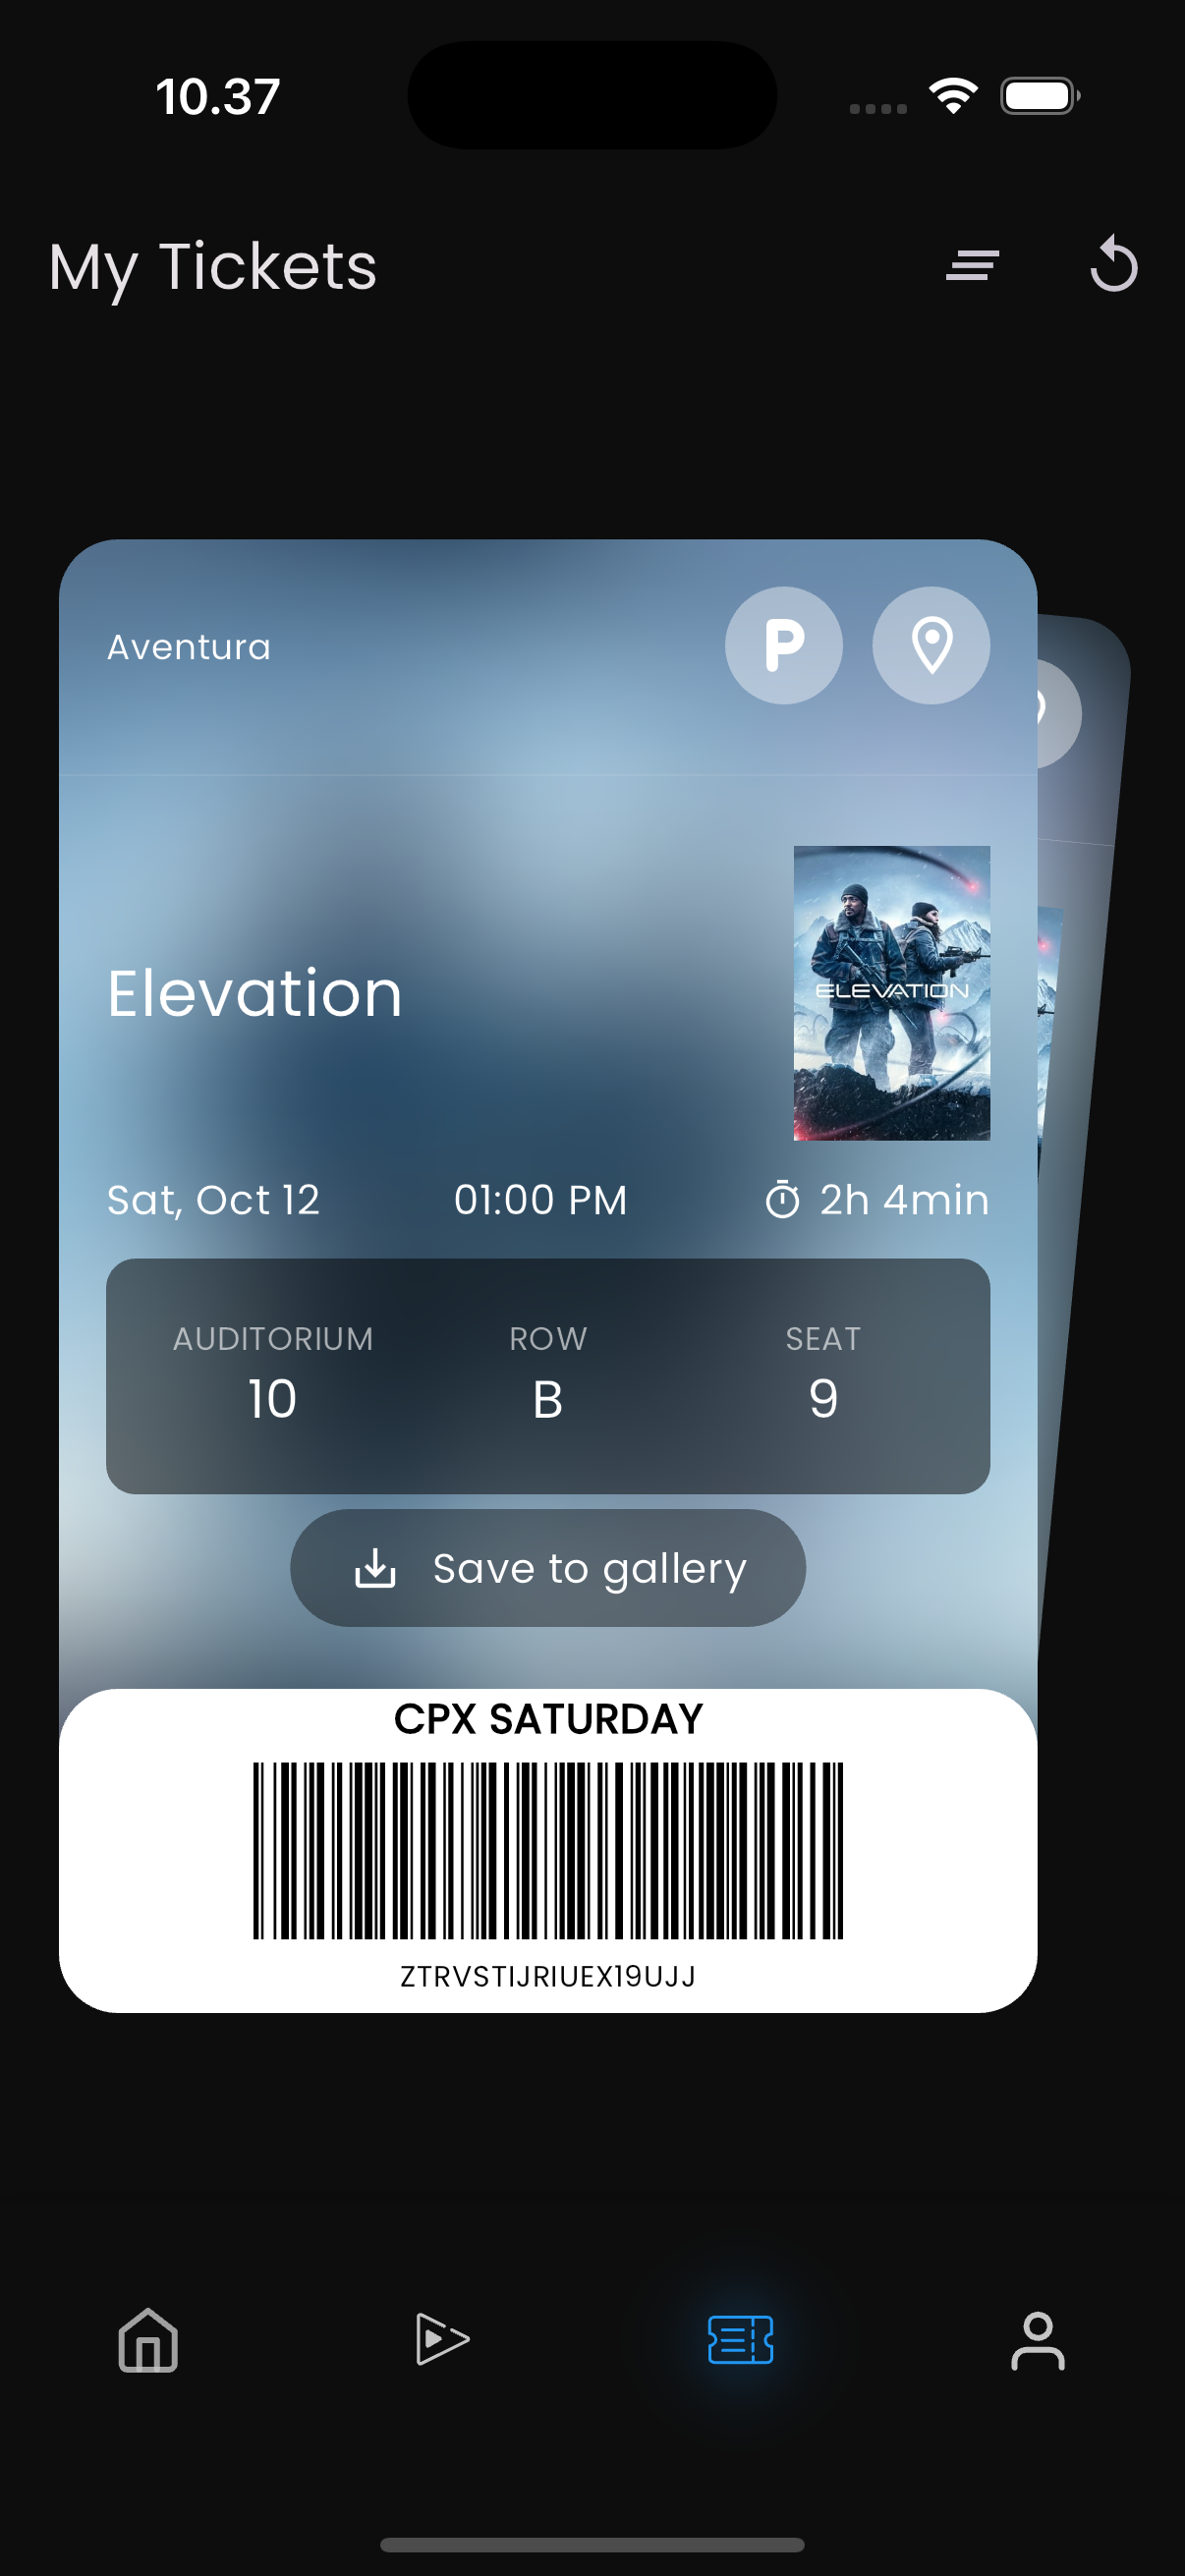 10.37
My Tickets
Aventura
P
ELEVATION
Elevation
Sat, Oct 12 01:00 PM 2h 4min
AUDITORIUM ROW SEAT
10 B 9
Save to gallery
CPX SATURDAY
ZTRVSTIJRIUEX19UJJ